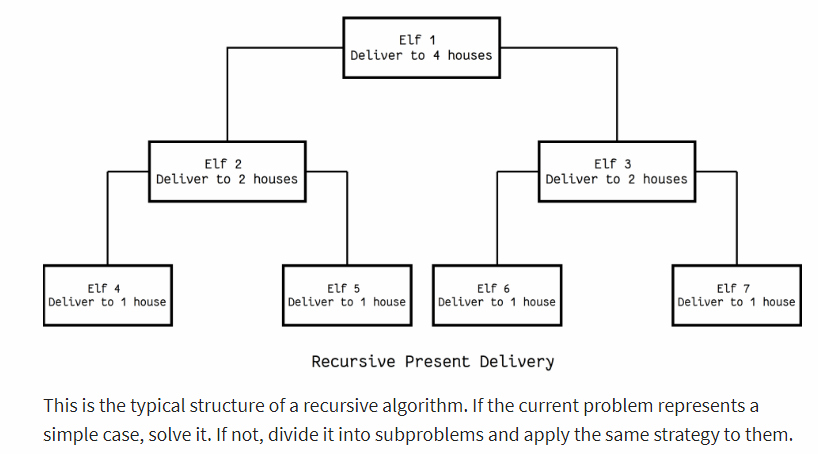 Elf 1
Deliver to 4 houses
Elf 2
Deliver to 2 houses
Elf 3
Deliver to 2 houses
Elf 4
Deliver to 1 house
Elf 5
Deliver to 1 house
Elf 6
Deliver to 1 house
Elf 7
Deliver to 1 house
Recursive Present Delivery
This is the typical structure of a recursive algorithm. If the current problem represents a
simple case, solve it. If not, divide it into subproblems and apply the same strategy to them.